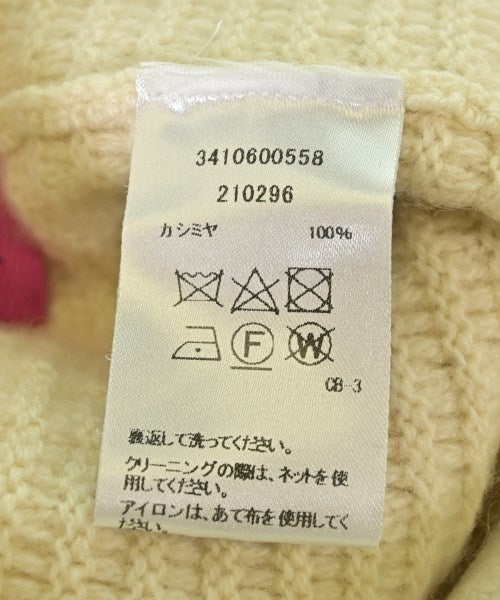 3410600558
210296
カシミヤ 100%
F W
CB-3
裏返して洗ってください。
クリーニングの際は、ネットを使
用してください。
アイロンは、あて布を使用してく
ださい。